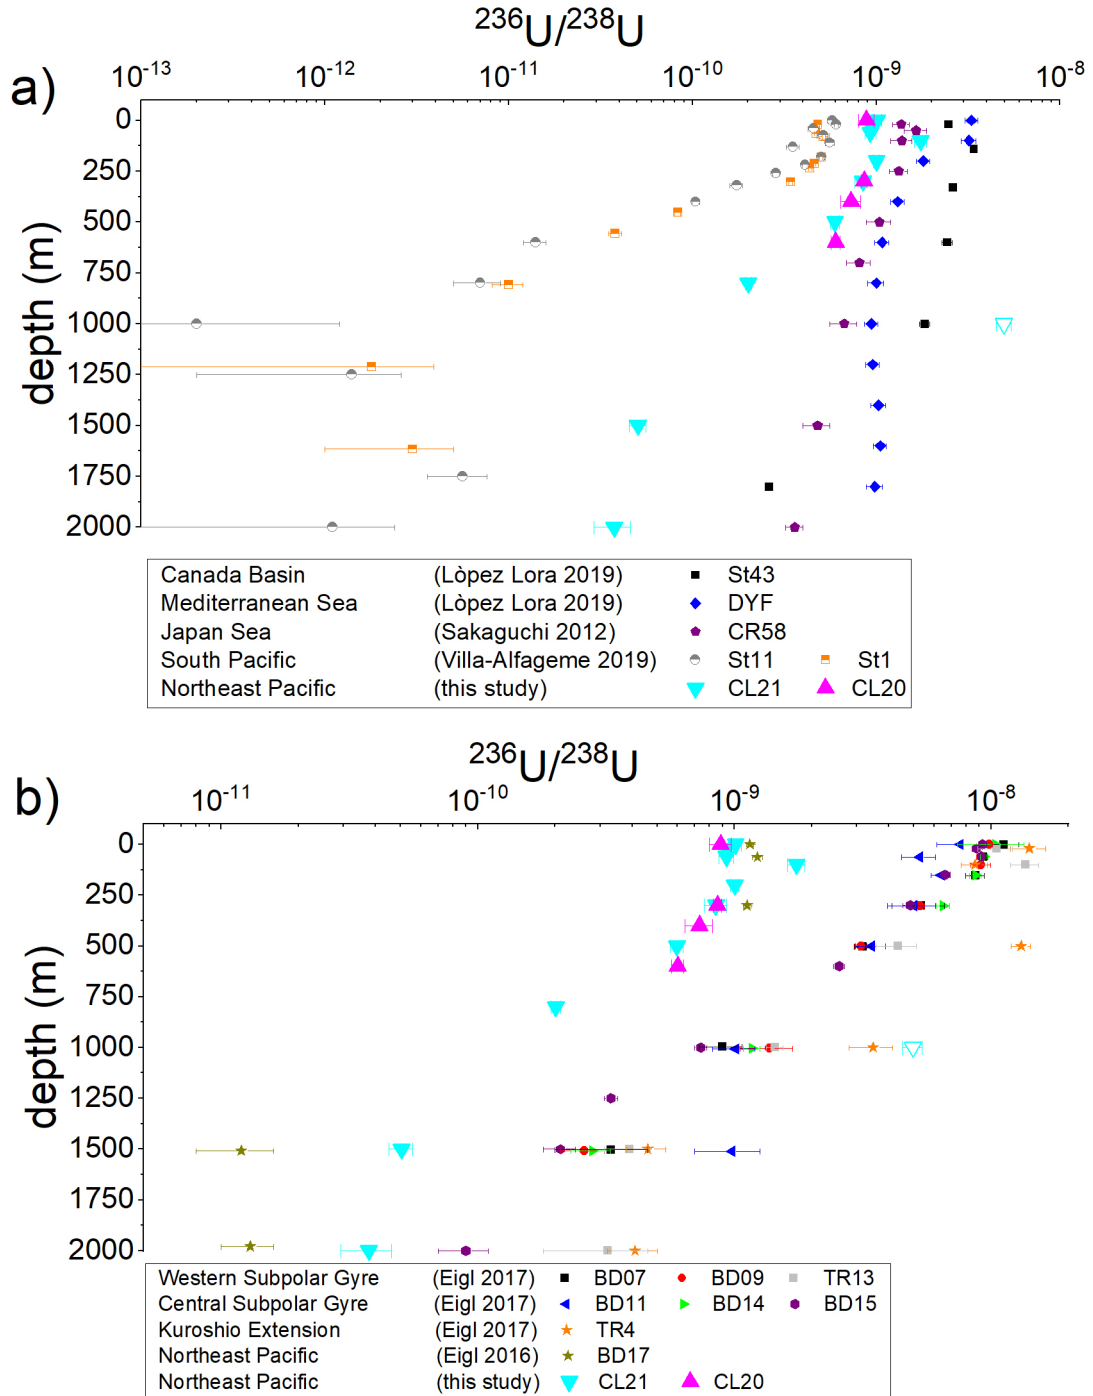 ²³⁶U/²³⁸U
a)
10⁻¹³ 10⁻¹² 10⁻¹¹ 10⁻¹⁰ 10⁻⁹ 10⁻⁸
depth (m)
0
250
500
750
1000
1250
1500
1750
2000
Canada Basin (Lòpez Lora 2019) St43
Mediterranean Sea (Lòpez Lora 2019) DYF
Japan Sea (Sakaguchi 2012) CR58
South Pacific (Villa-Alfageme 2019) St11 St1
Northeast Pacific (this study) CL21 CL20
²³⁶U/²³⁸U
b)
10⁻¹¹ 10⁻¹⁰ 10⁻⁹ 10⁻⁸
depth (m)
0
250
500
750
1000
1250
1500
1750
2000
Western Subpolar Gyre (Eigl 2017) BD07 BD09 TR13
Central Subpolar Gyre (Eigl 2017) BD11 BD14 BD15
Kuroshio Extension (Eigl 2017) TR4
Northeast Pacific (Eigl 2016) BD17
Northeast Pacific (this study) CL21 CL20